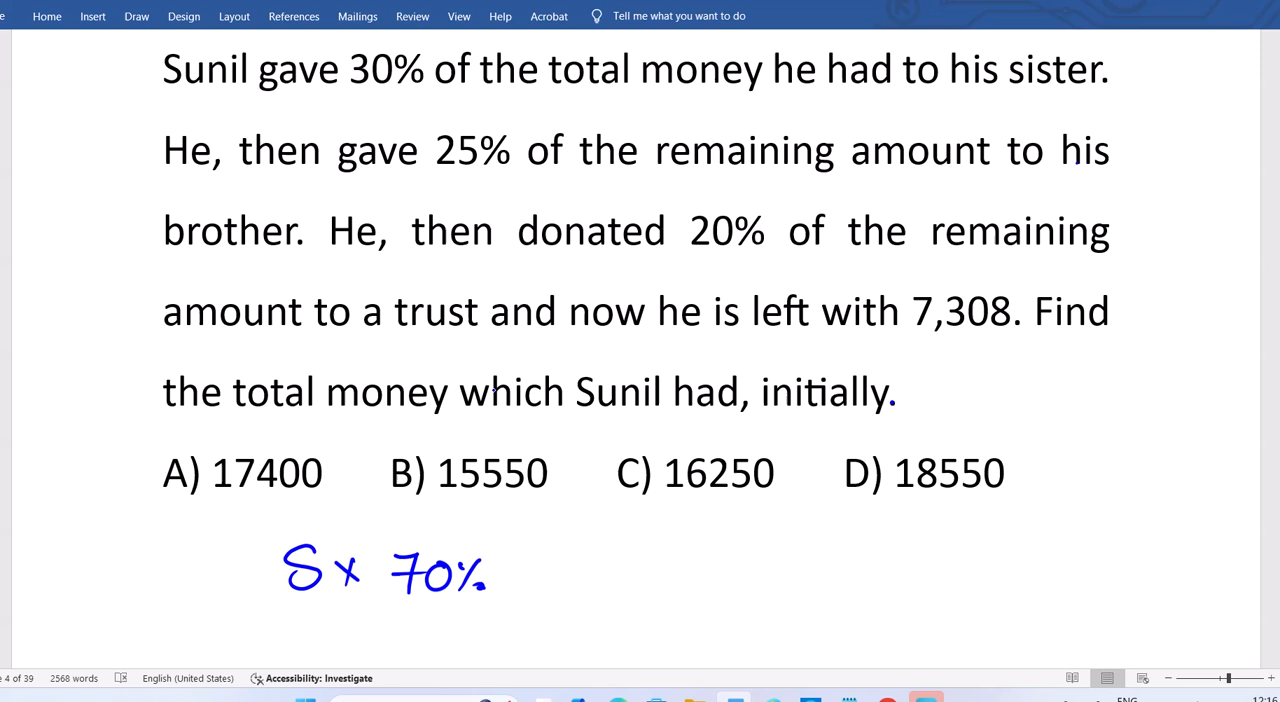 e Home Insert Draw Design Layout References Mailings Review View Help Acrobat Tell me what you want to do
Sunil gave 30% of the total money he had to his sister.
He, then gave 25% of the remaining amount to his
brother. He, then donated 20% of the remaining
amount to a trust and now he is left with 7,308. Find
the total money which Sunil had, initially.
A) 17400 B) 15550 C) 16250 D) 18550
S x 70%
e 4 of 39 2568 words English (United States) Accessibility: Investigate
ENG 12:16